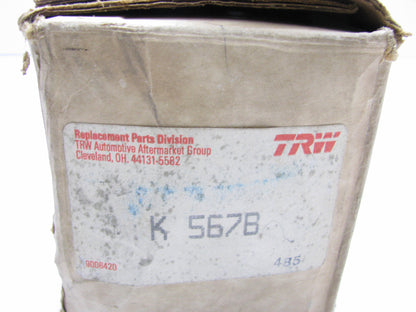 Replacement Parts Division
TRW Automotive Aftermarket Group
Cleveland, OH. 44131-5582
TRW
K 567B
9008420
485